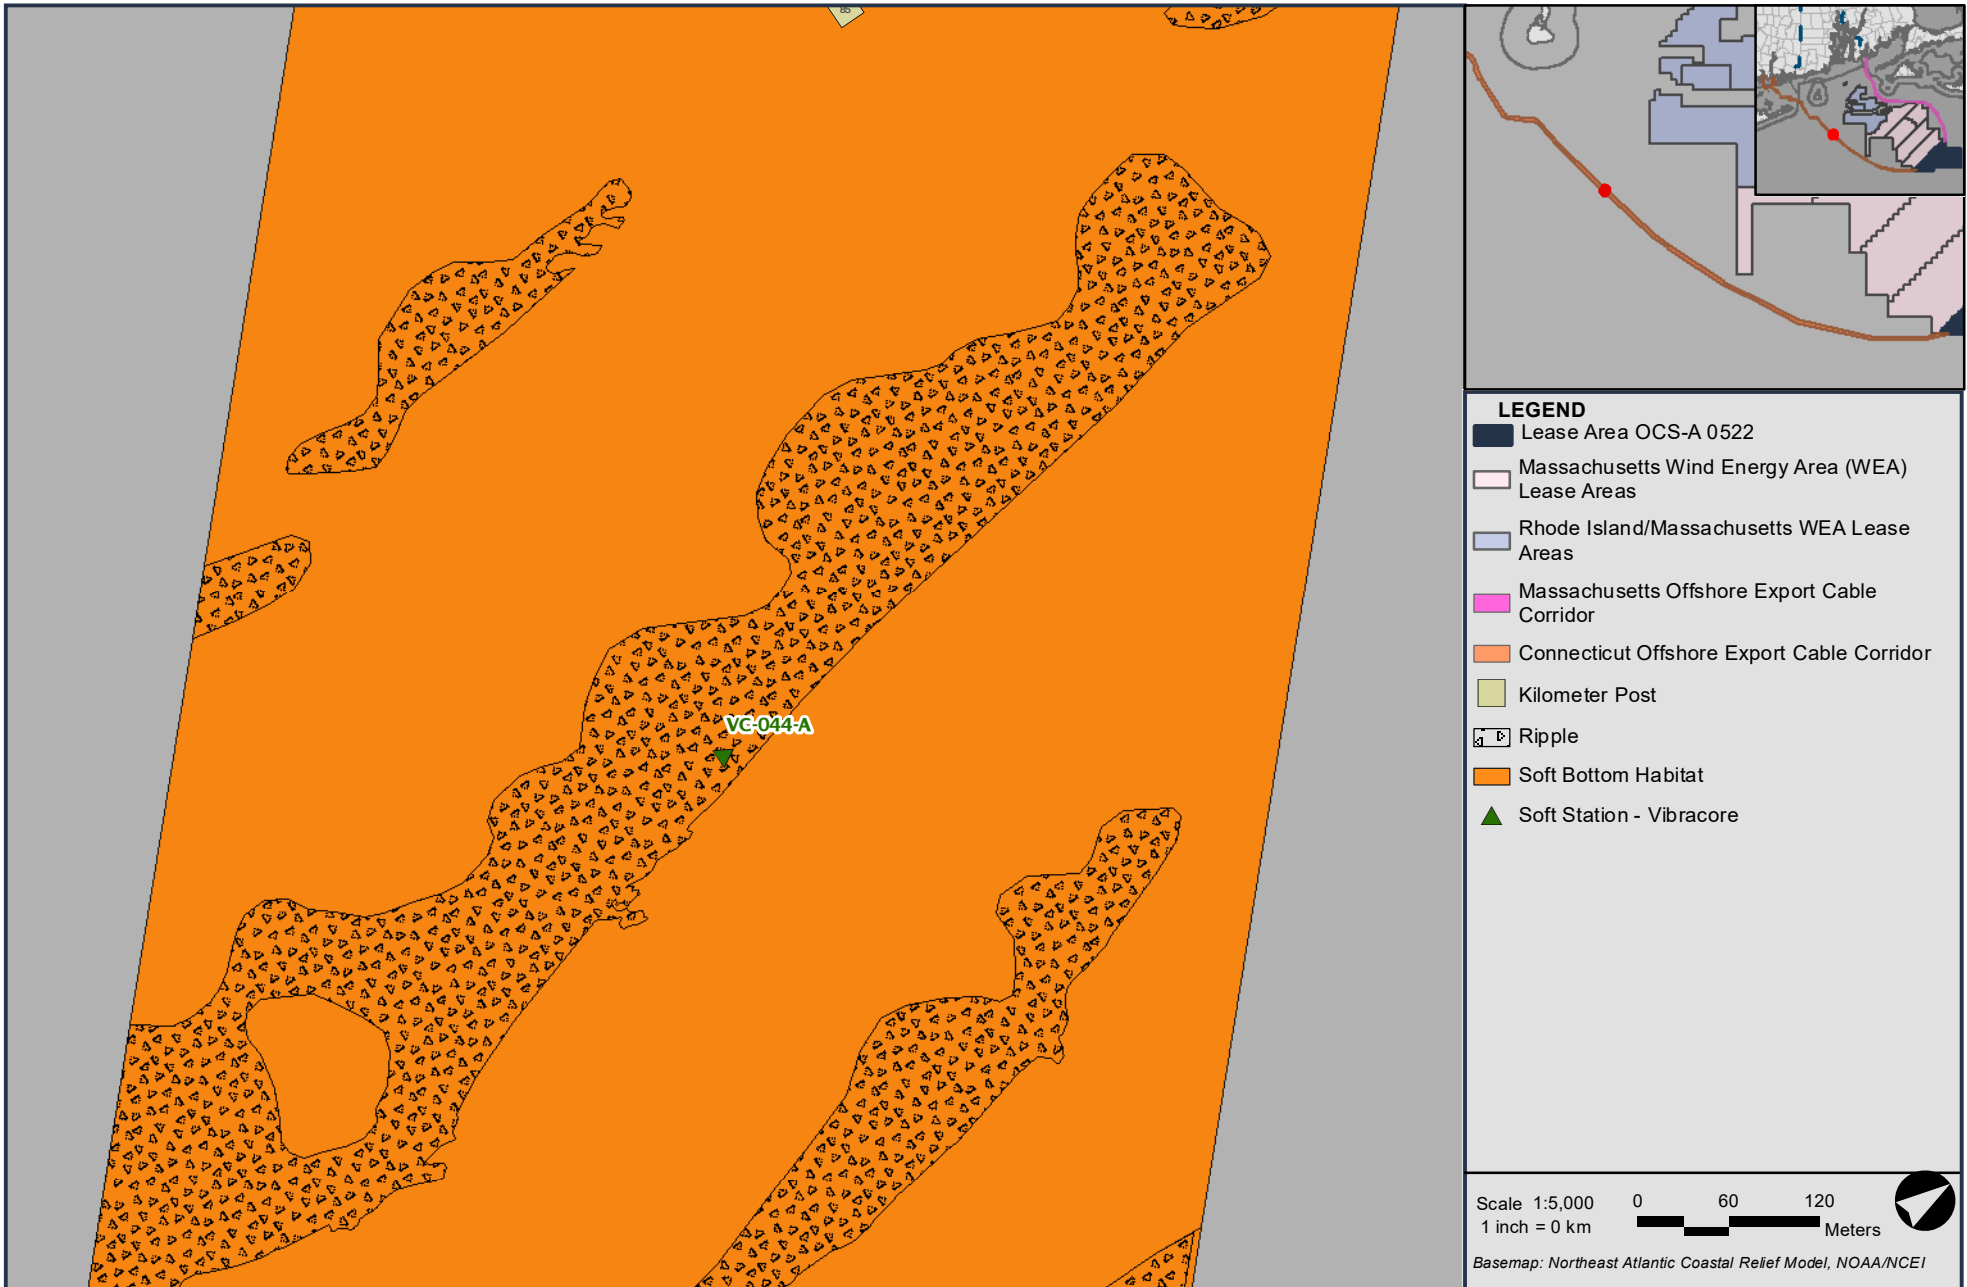 85
VC-044-A
LEGEND
Lease Area OCS-A 0522
Massachusetts Wind Energy Area (WEA)
Lease Areas
Rhode Island/Massachusetts WEA Lease
Areas
Massachusetts Offshore Export Cable
Corridor
Connecticut Offshore Export Cable Corridor
Kilometer Post
Ripple
Soft Bottom Habitat
Soft Station - Vibracore
Scale 1:5,000
1 inch = 0 km
0 60 120
Meters
Basemap: Northeast Atlantic Coastal Relief Model, NOAA/NCEI